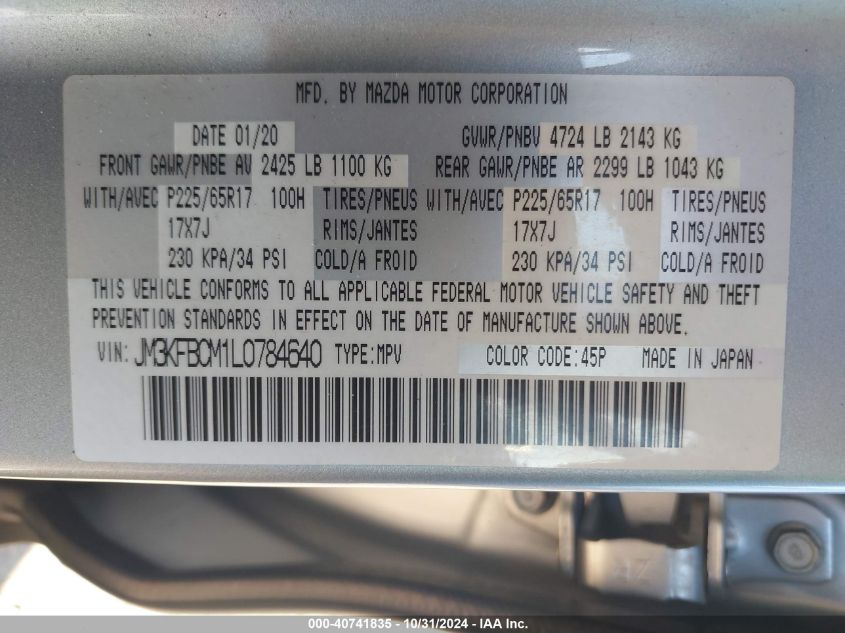 MFD. BY MAZDA MOTOR CORPORATION
DATE 01/20 GVWR/PNBV 4724 LB 2143 KG
FRONT GAWR/PNBE AV 2425 LB 1100 KG REAR GAWR/PNBE AR 2299 LB 1043 KG
WITH/AVEC P225/65R17 100H TIRES/PNEUS WITH/AVEC P225/65R17 100H TIRES/PNEUS
17X7J RIMS/JANTES 17X7J RIMS/JANTES
230 KPA/34 PSI COLD/A FROID 230 KPA/34 PSI COLD/A FROID
THIS VEHICLE CONFORMS TO ALL APPLICABLE FEDERAL MOTOR VEHICLE SAFETY AND THEFT
PREVENTION STANDARDS IN EFFECT ON THE DATE OF MANUFACTURE SHOWN ABOVE.
VIN: JM3KFBCM1L0784640 TYPE:MPV COLOR CODE:45P MADE IN JAPAN
000-40741835 - 10/31/2024 - IAA Inc.